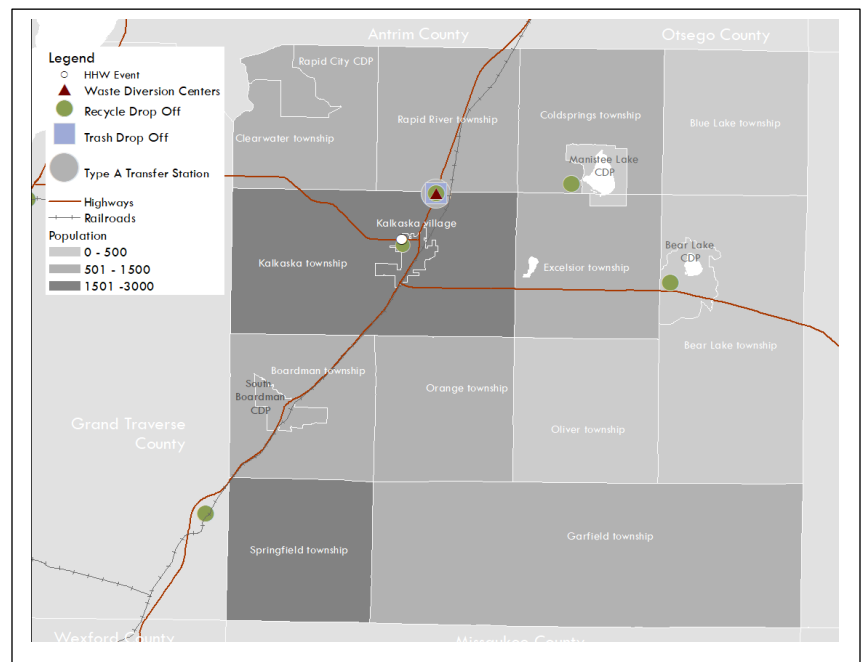 Antrim County
Otsego County
Legend
HHW Event
Waste Diversion Centers
Recycle Drop Off
Trash Drop Off
Type A Transfer Station
Highways
Railroads
Population
0 - 500
501 - 1500
1501 -3000
Rapid City CDP
Clearwater township
Rapid River township
Coldsprings township
Blue Lake township
Manistee Lake
CDP
Kalkaska village
Kalkaska township
Excelsior township
Bear Lake
CDP
Bear Lake township
Boardman township
South
Boardman
CDP
Orange township
Oliver township
Grand Traverse
County
Springfield township
Garfield township
Wexford County
Missaukee County